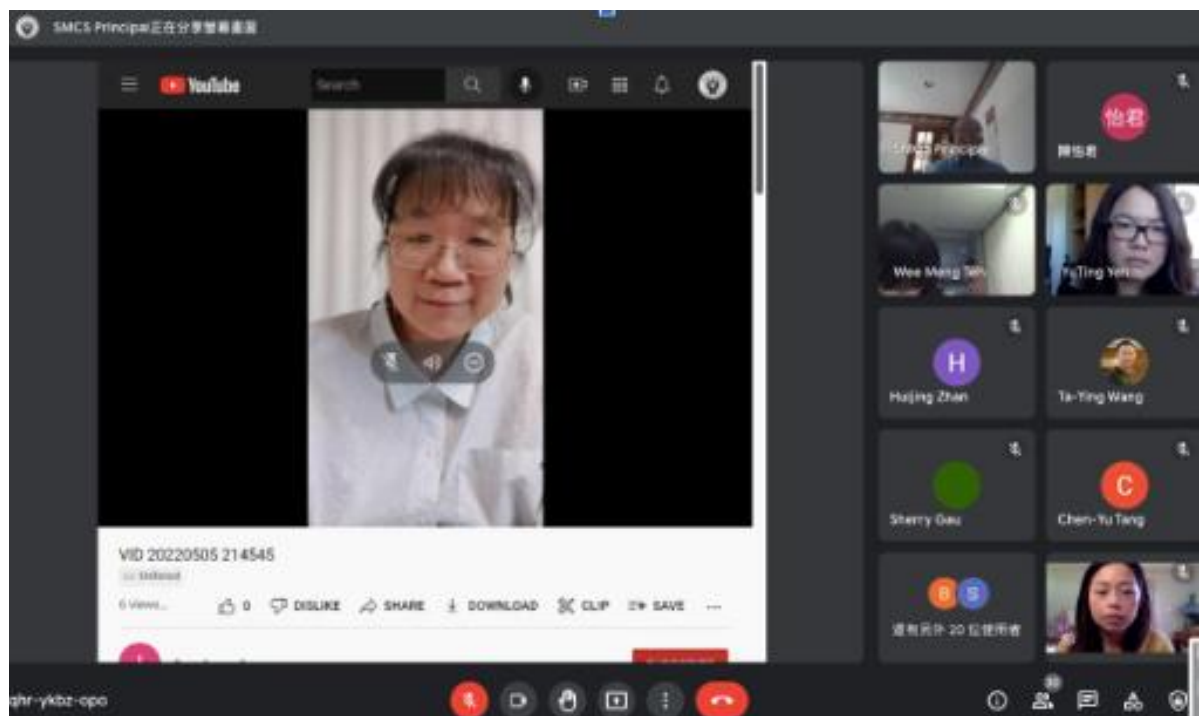 SMCS Principal正在分享螢幕畫面
YouTube
Search
SMCS Principal
怡君
陳怡君
Wee Meng Teh
YuTing Yeh
H
Huijing Zhan
Ta-Ying Wang
Sherry Gau
C
Chen-Yu Tang
B S
還有另外 20 位使用者
VID 20220505 214545
Unlisted
6 views
0 DISLIKE SHARE DOWNLOAD CLIP SAVE ...
qhr-ykbz-opo
30